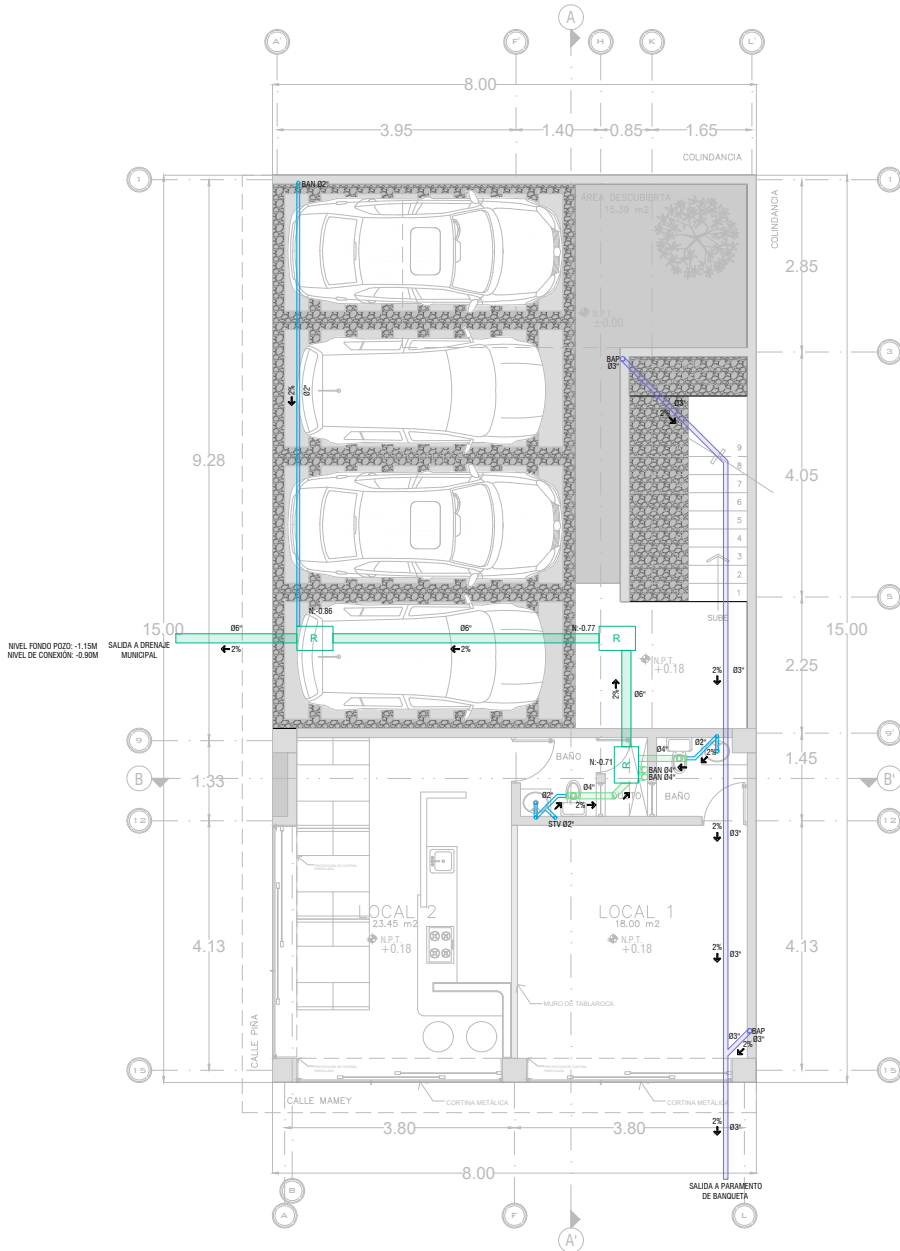 A
A'
F'
H
K
L'
8.00
3.95
1.40
0.85
1.65
COLINDANCIA
1
1
BAN Ø2"
ÁREA DESCUBIERTA
15.39 m2
COLINDANCIA
2.85
N.P.T.
±0.00
BAP
Ø3"
3
2%
Ø2"
2%
Ø3"
9.28
4.05
9
8
7
6
5
4
3
2
1
5
SUBE
N:-0.86
N:-0.77
15.00
15.00
Ø6"
Ø6"
R
R
NIVEL FONDO POZO: -1.15M
NIVEL DE CONEXIÓN: -0.90M
SALIDA A DRENAJE
MUNICIPAL
2%
2%
N.P.T.
+0.18
2.25
2%
Ø3"
2%
Ø6"
9
9'
BAÑO
Ø4"
Ø2"
2%
N:-0.71
R
BAN Ø4"
BAN Ø4"
B
B'
1.33
1.45
Ø2"
Ø4"
2%
DUCTO
BAÑO
STV Ø2"
12
12
2%
Ø3"
LOCAL 2
23.45 m2
N.P.T.
+0.18
LOCAL 1
18.00 m2
N.P.T.
+0.18
4.13
4.13
2%
Ø3"
MURO DE TABLAROCA
CALLE PIÑA
BAP
Ø3"
Ø3"
2%
15
15
CALLE MAMEY
CORTINA METÁLICA
CORTINA METÁLICA
2%
Ø3"
3.80
3.80
8.00
SALIDA A PARAMENTO
DE BANQUETA
B
A
F
L
A'